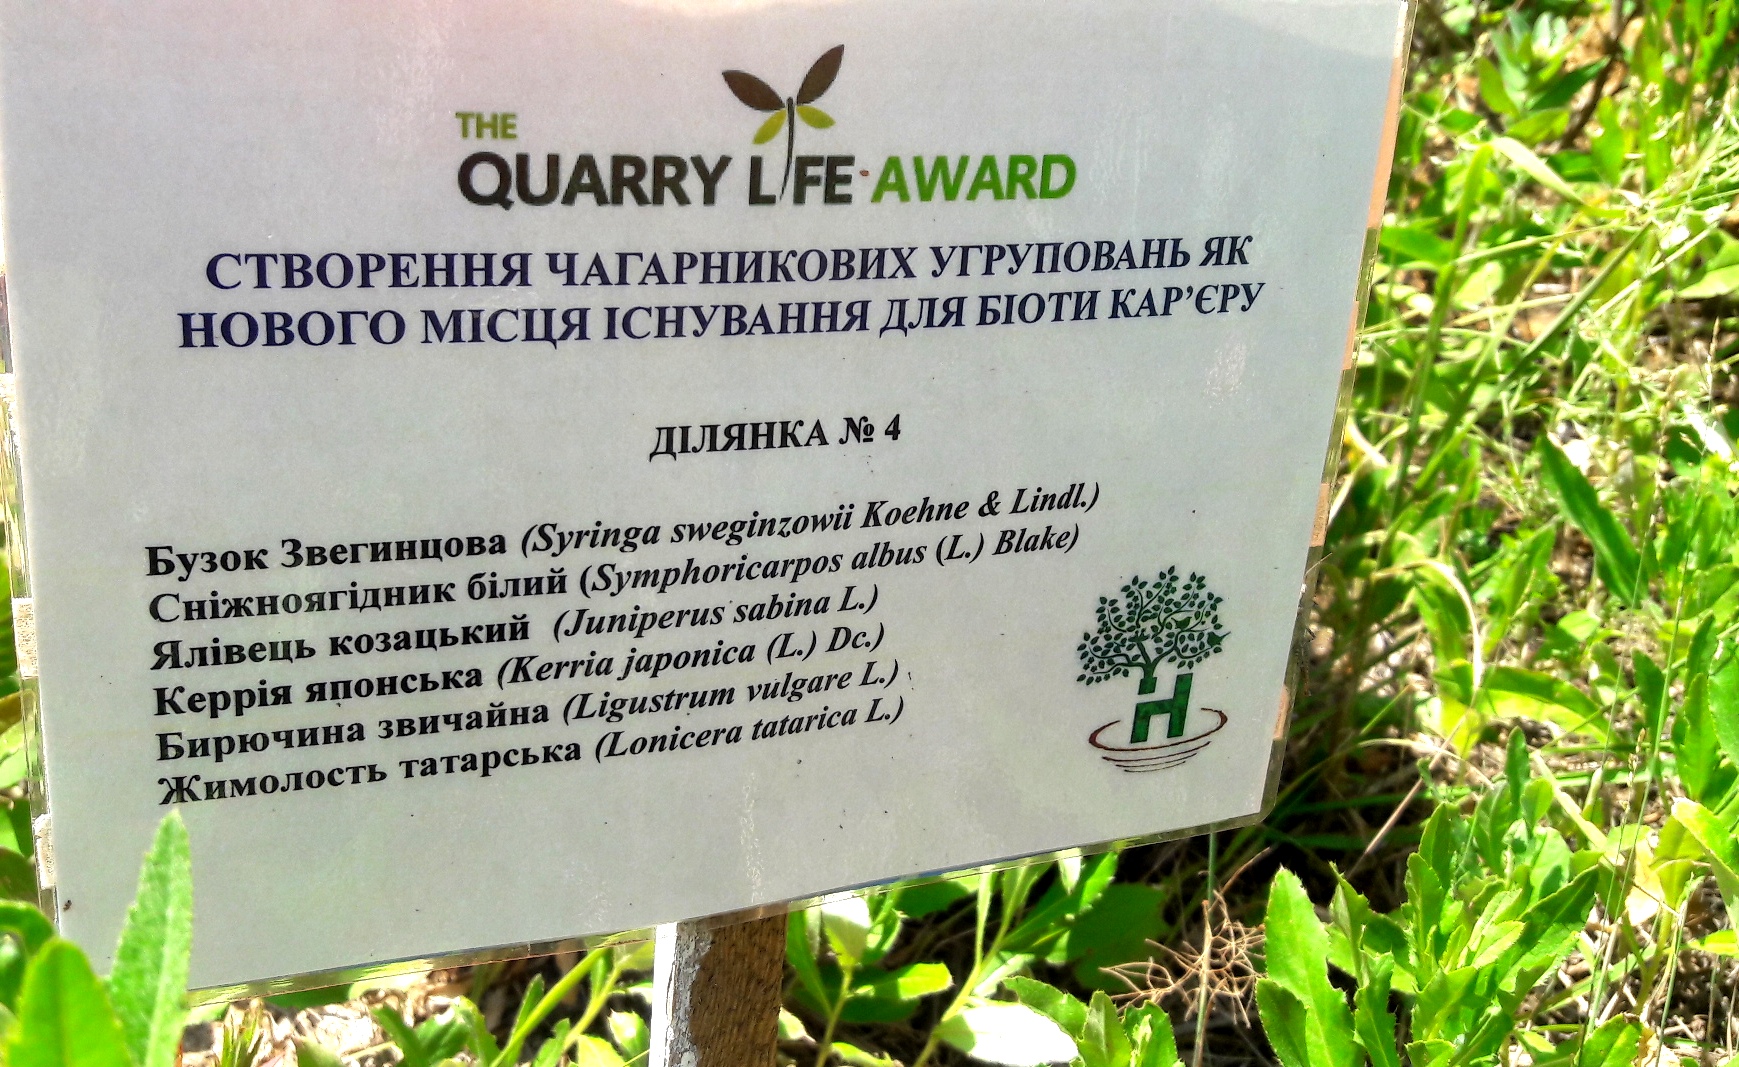 THE
QUARRY LIFE AWARD
СТВОРЕННЯ ЧАГАРНИКОВИХ УГРУПОВАНЬ ЯК
НОВОГО МІСЦЯ ІСНУВАННЯ ДЛЯ БІОТИ КАР’ЄРУ
ДІЛЯНКА № 4
Бузок Звегинцова (Syringa sweginzowii Koehne & Lindl.)
Сніжноягідник білий (Symphoricarpos albus (L.) Blake)
Ялівець козацький (Juniperus sabina L.)
Керрія японська (Kerria japonica (L.) Dc.)
Бирючина звичайна (Ligustrum vulgare L.)
Жимолость татарська (Lonicera tatarica L.)
Н